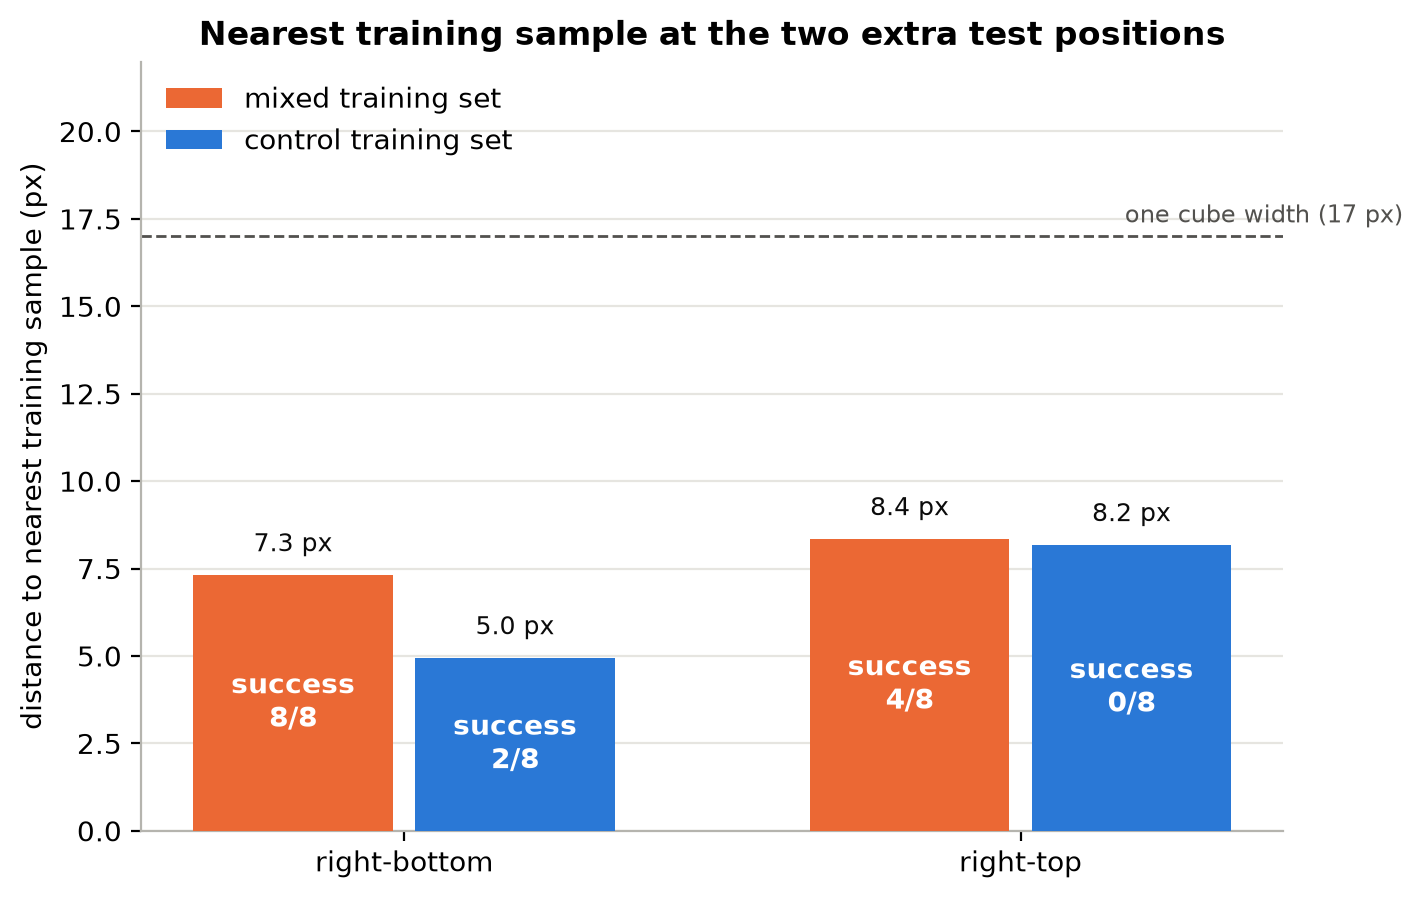 Nearest training sample at the two extra test positions
mixed training set
control training set
distance to nearest training sample (px)
20.0
17.5
15.0
12.5
10.0
7.5
5.0
2.5
0.0
one cube width (17 px)
7.3 px
success
8/8
5.0 px
success
2/8
8.4 px
success
4/8
8.2 px
success
0/8
right-bottom
right-top